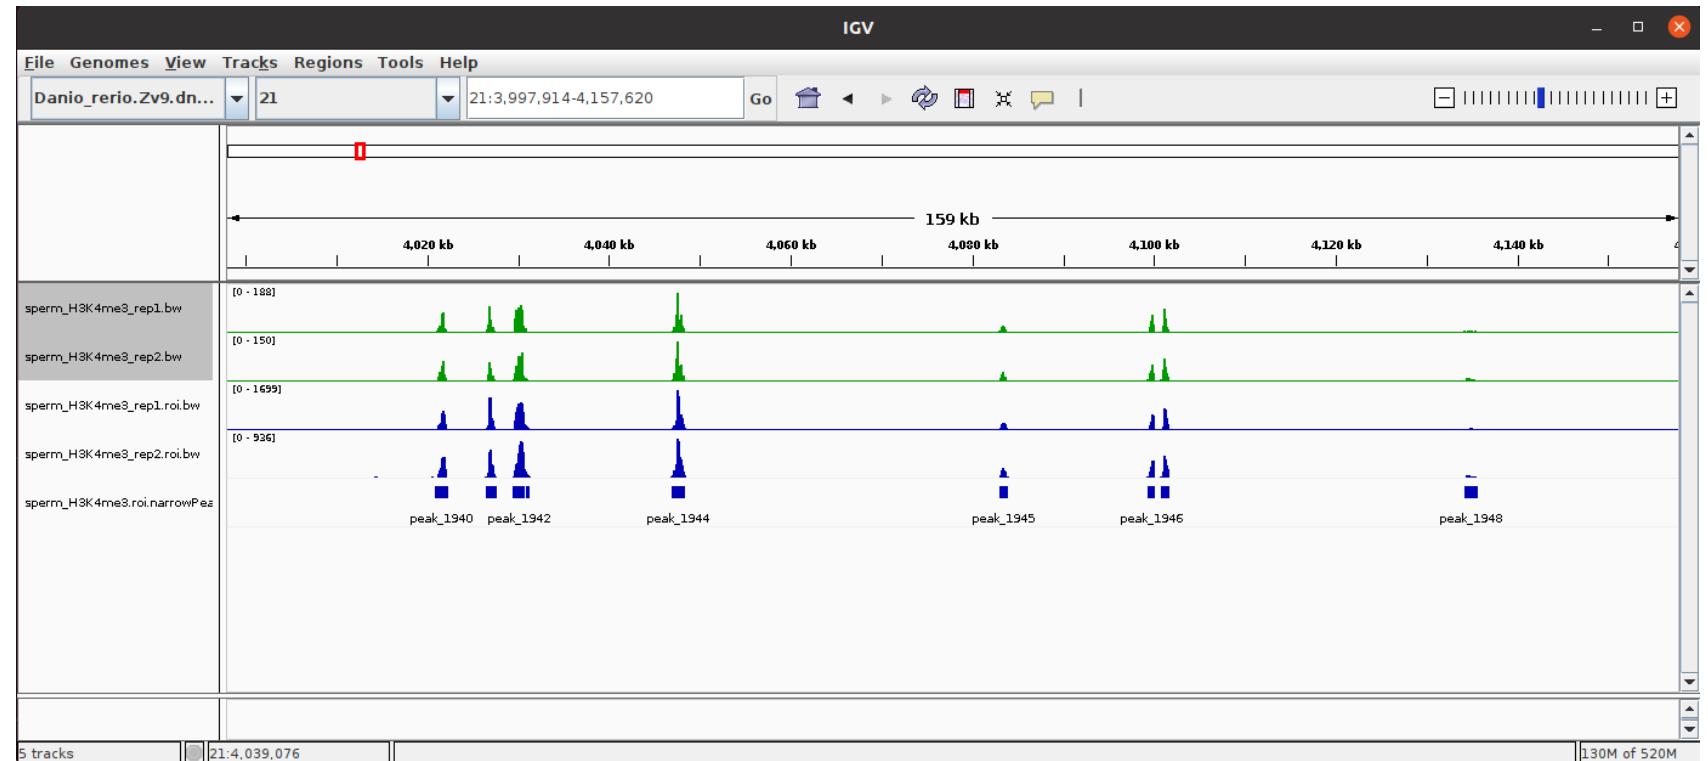 IGV
File Genomes View Tracks Regions Tools Help
Danio_rerio.Zv9.dn... 21 21:3,997,914-4,157,620 Go
159 kb
4,020 kb 4,040 kb 4,060 kb 4,080 kb 4,100 kb 4,120 kb 4,140 kb
[0 - 188]
sperm_H3K4me3_rep1.bw
[0 - 150]
sperm_H3K4me3_rep2.bw
[0 - 1699]
sperm_H3K4me3_rep1.roi.bw
[0 - 936]
sperm_H3K4me3_rep2.roi.bw
sperm_H3K4me3.roi.narrowPea
peak_1940 peak_1942 peak_1944 peak_1945 peak_1946 peak_1948
5 tracks 21:4,039,076 130M of 520M